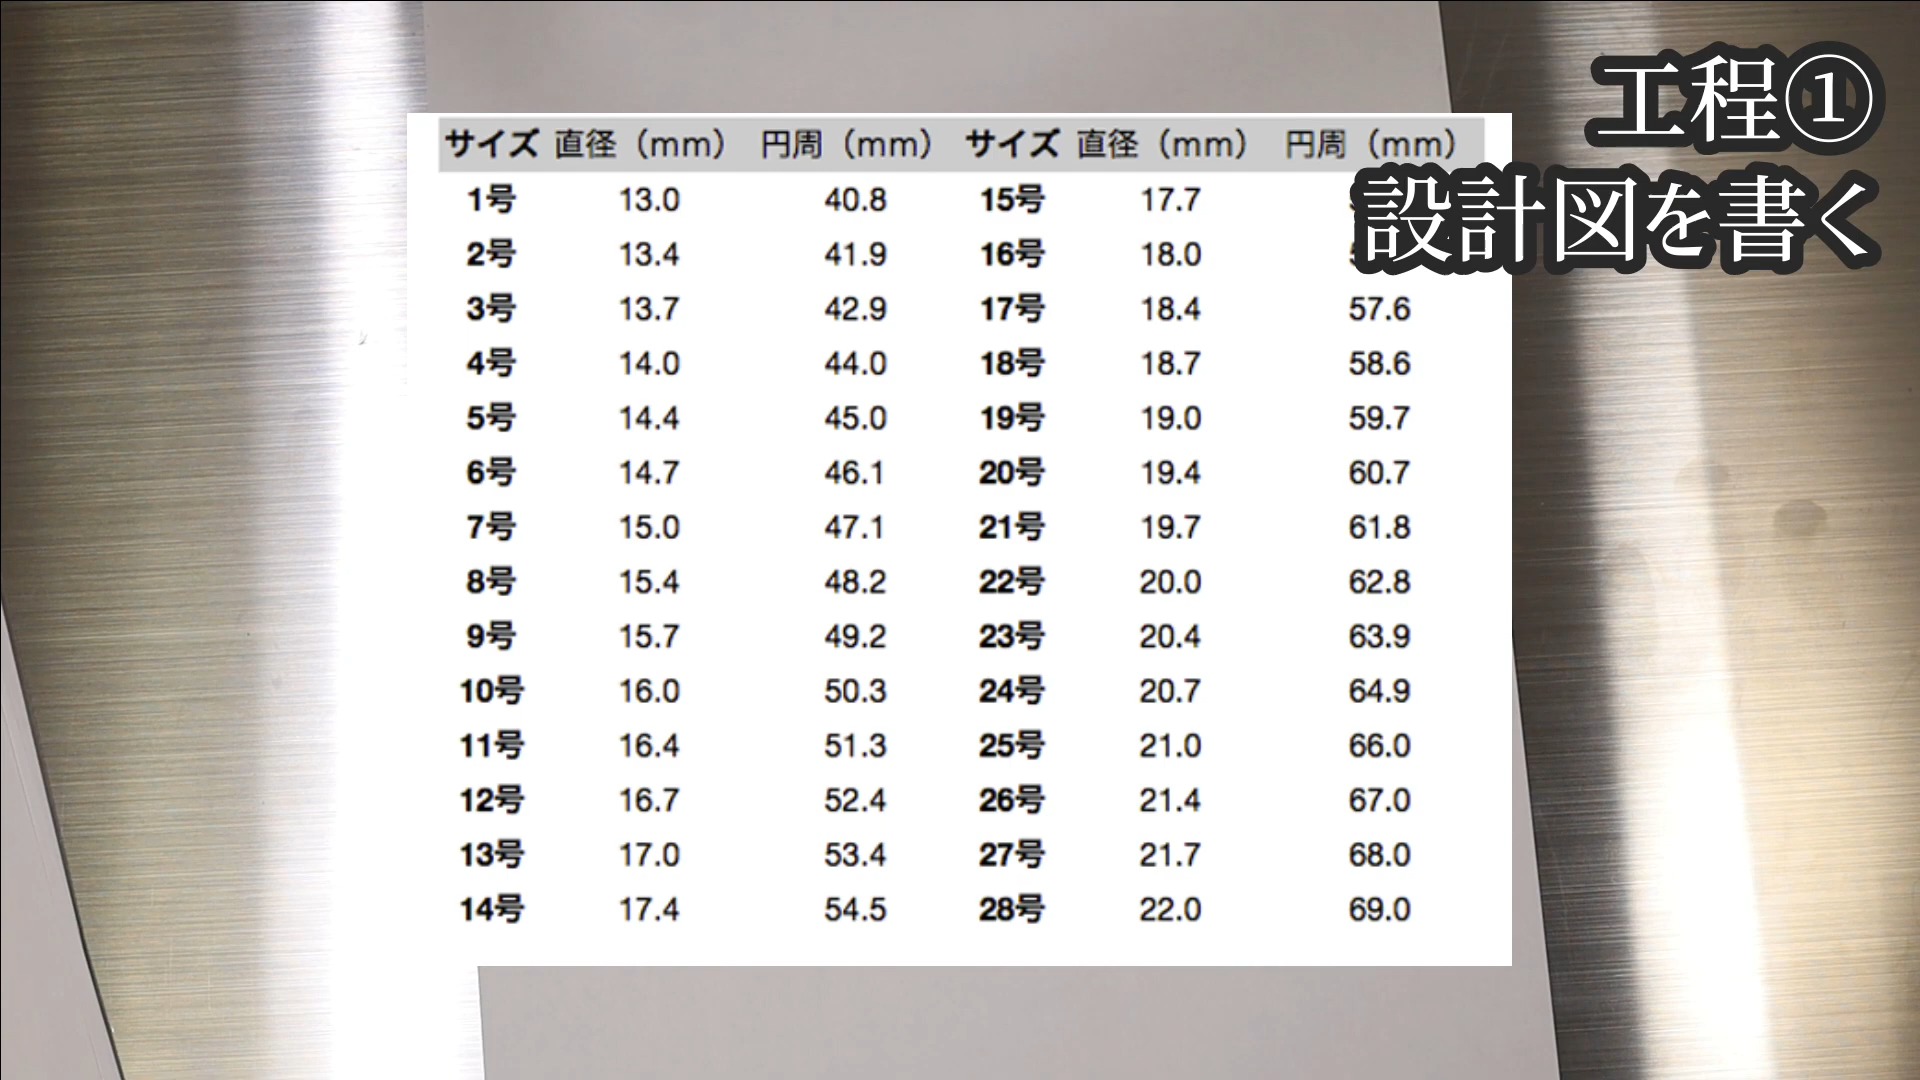 工程①
設計図を書く
サイズ 直径（mm） 円周（mm） サイズ 直径（mm） 円周（mm）
1号 13.0 40.8 15号 17.7
2号 13.4 41.9 16号 18.0
3号 13.7 42.9 17号 18.4 57.6
4号 14.0 44.0 18号 18.7 58.6
5号 14.4 45.0 19号 19.0 59.7
6号 14.7 46.1 20号 19.4 60.7
7号 15.0 47.1 21号 19.7 61.8
8号 15.4 48.2 22号 20.0 62.8
9号 15.7 49.2 23号 20.4 63.9
10号 16.0 50.3 24号 20.7 64.9
11号 16.4 51.3 25号 21.0 66.0
12号 16.7 52.4 26号 21.4 67.0
13号 17.0 53.4 27号 21.7 68.0
14号 17.4 54.5 28号 22.0 69.0